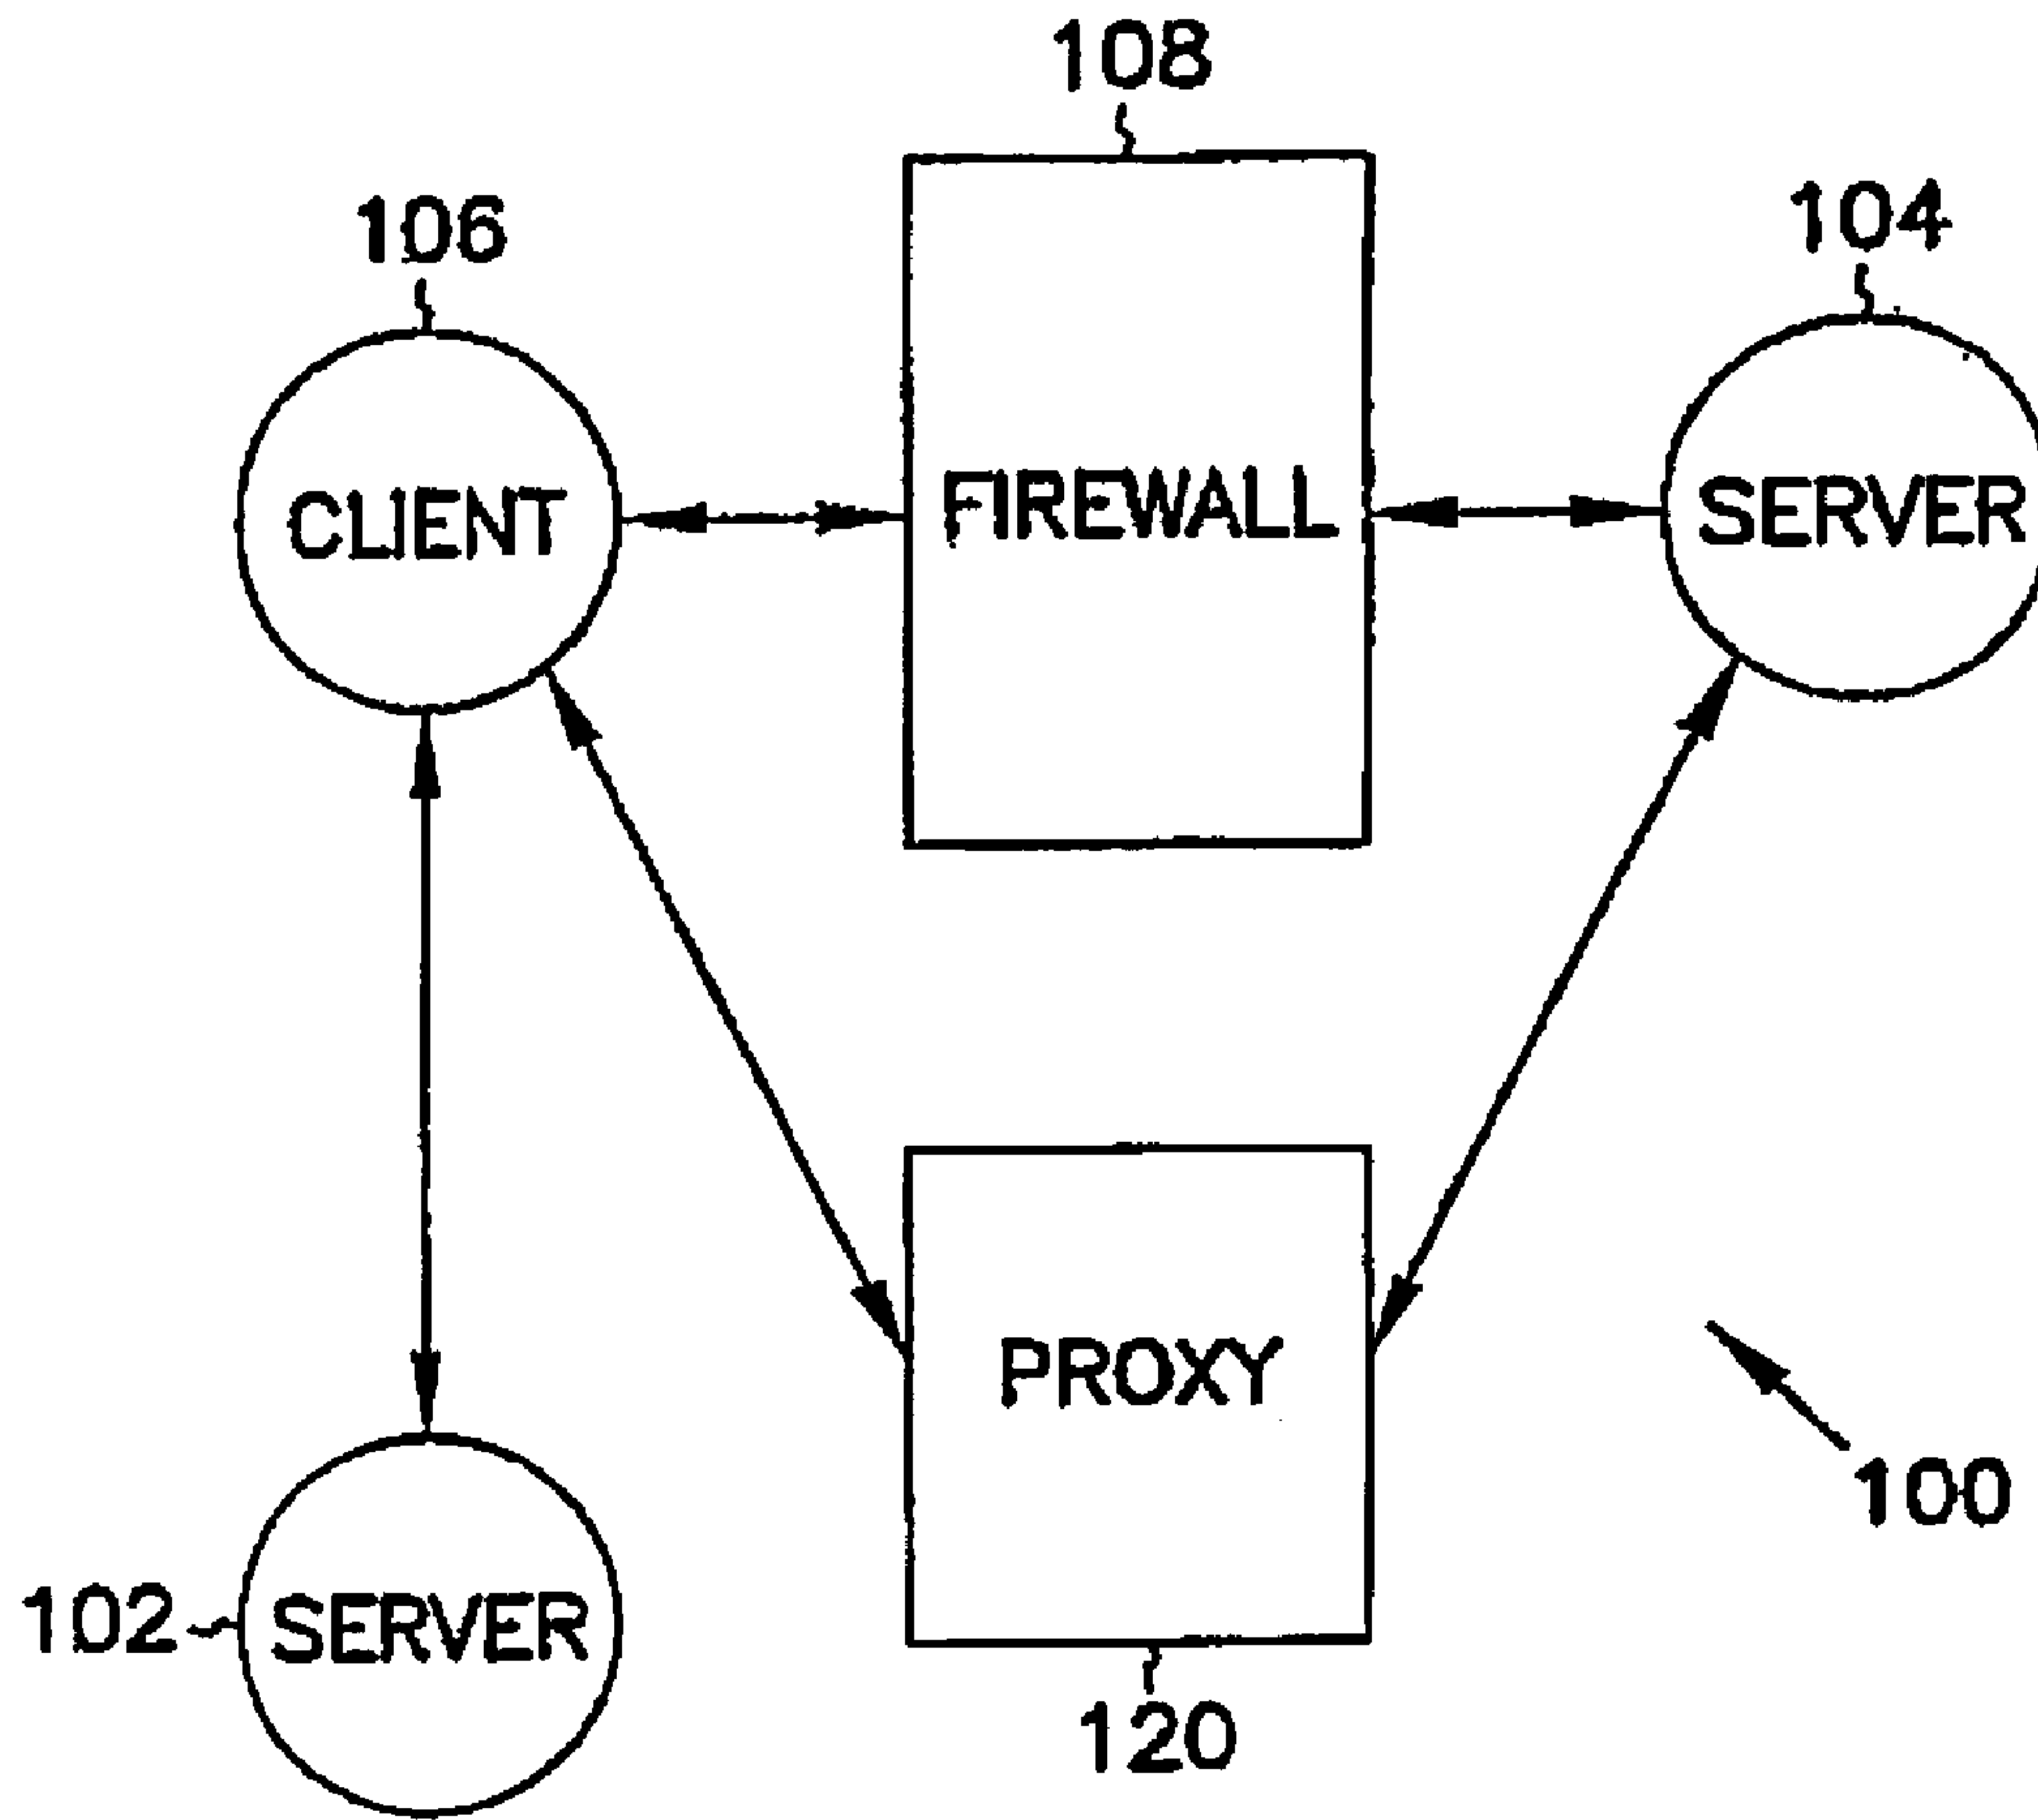 108
106
104
CLIENT
FIREWALL
SERVER
PROXY
100
102
SERVER
120